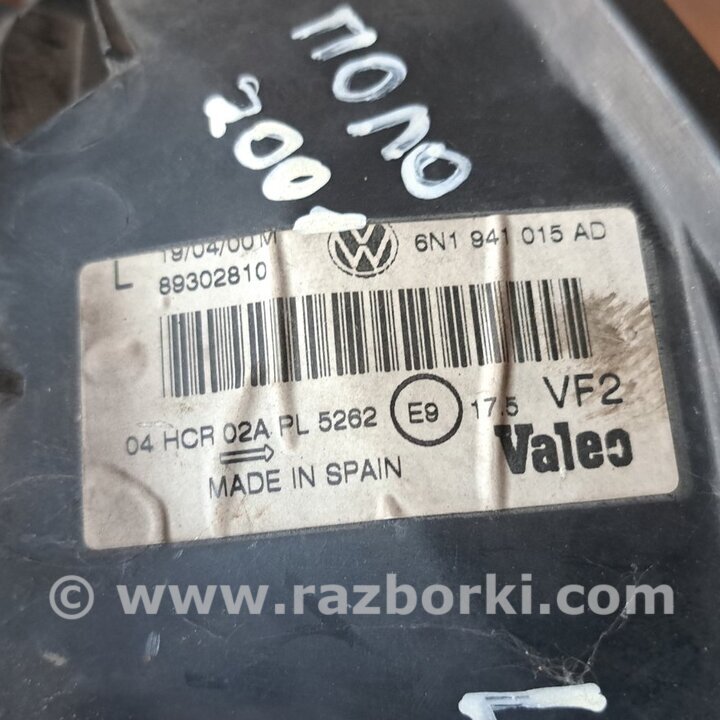 ПОЛО
200
L 19/04/00 M 6N1 941 015 AD
89302810
04 HCR 02A PL 5262 E9 17.5 VF2
MADE IN SPAIN Valeo
© www.razborki.com